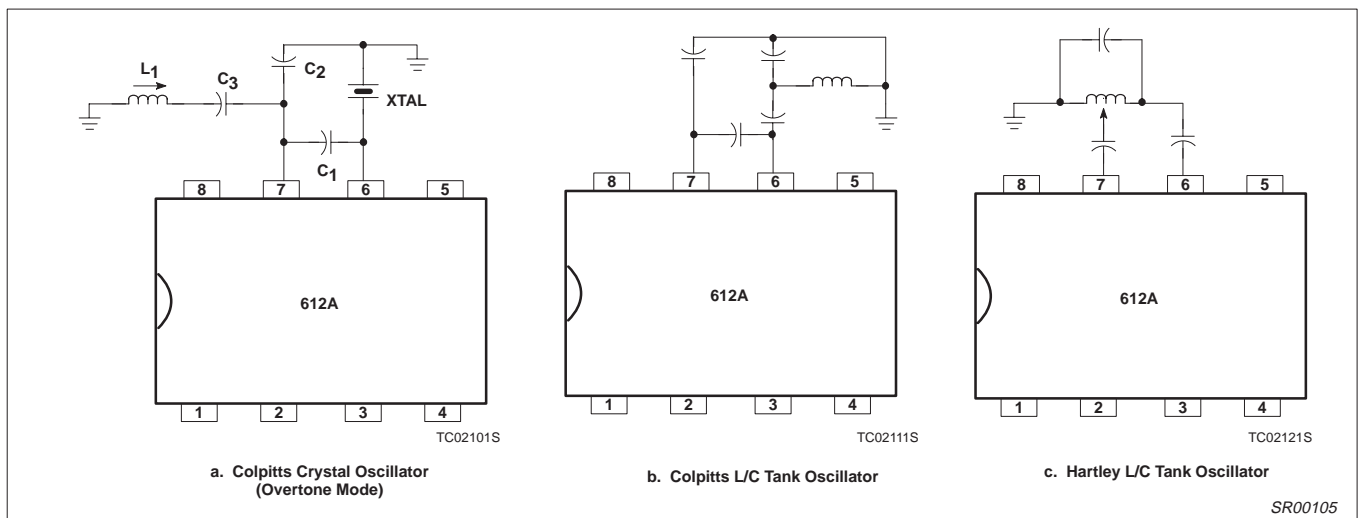 L1
C3
C2
XTAL
C1
8
7
6
5
612A
1
2
3
4
TC02101S
a. Colpitts Crystal Oscillator
(Overtone Mode)
8
7
6
5
612A
1
2
3
4
TC02111S
b. Colpitts L/C Tank Oscillator
8
7
6
5
612A
1
2
3
4
TC02121S
c. Hartley L/C Tank Oscillator
SR00105